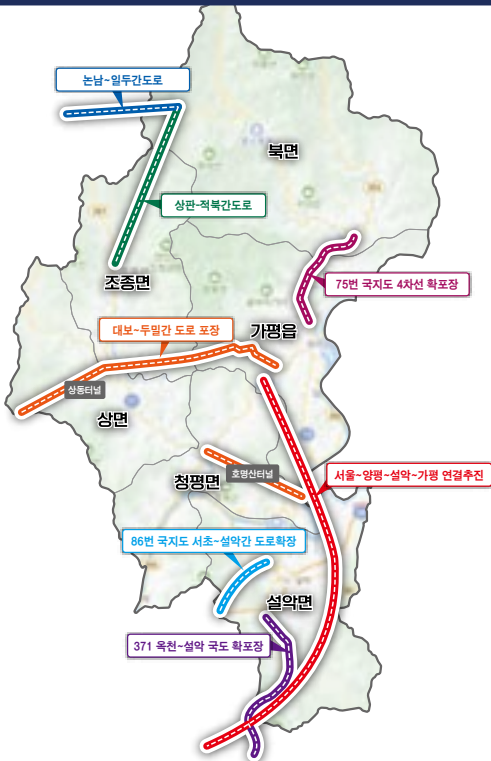 논남~일두간도로
북면
상판-적북간도로
조종면
75번 국지도 4차선 확포장
대보~두밀간 도로 포장
가평읍
상동터널
상면
청평면
호명산터널
서울~양평~설악~가평 연결추진
86번 국지도 서초~설악간 도로확장
설악면
371 옥천~설악 국도 확포장